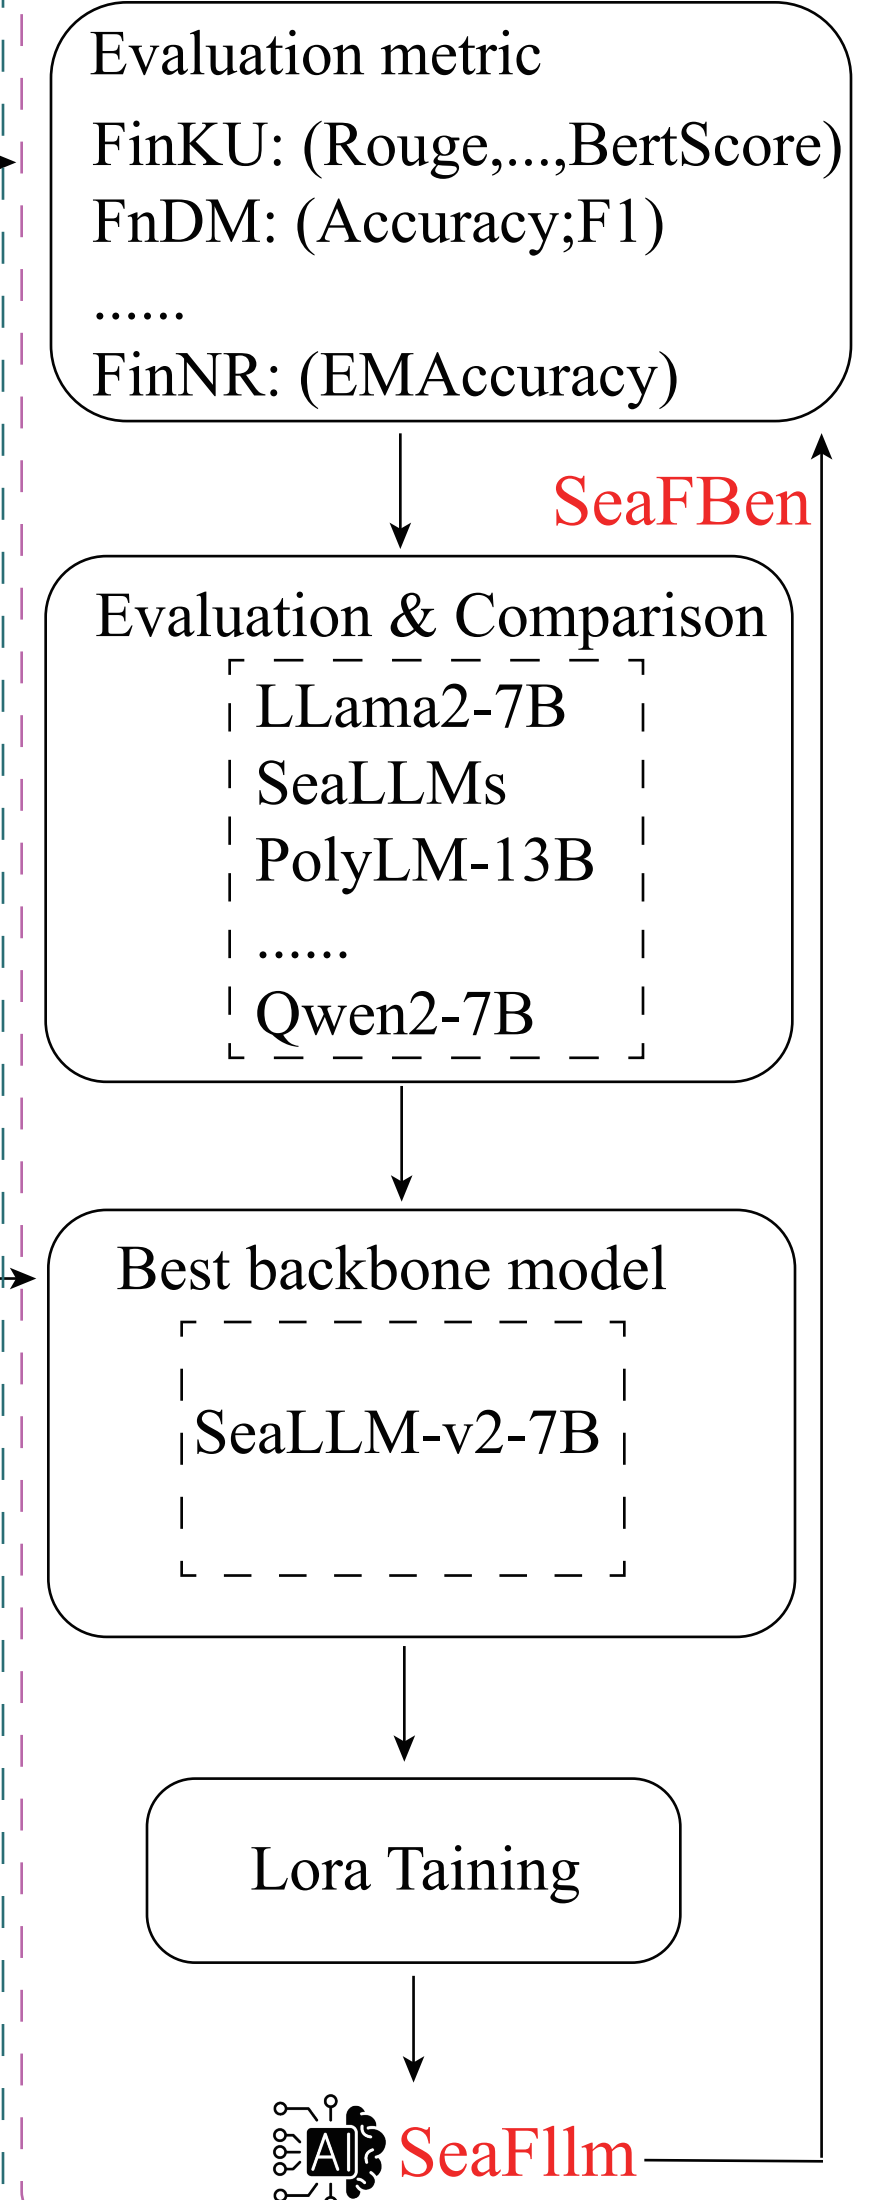 Evaluation metric
FinKU: (Rouge,...,BertScore)
FnDM: (Accuracy;F1)
......
FinNR: (EMAccuracy)
SeaFBen
Evaluation & Comparison
LLama2-7B
SeaLLMs
PolyLM-13B
......
Qwen2-7B
Best backbone model
SeaLLM-v2-7B
Lora Taining
AI
SeaFllm